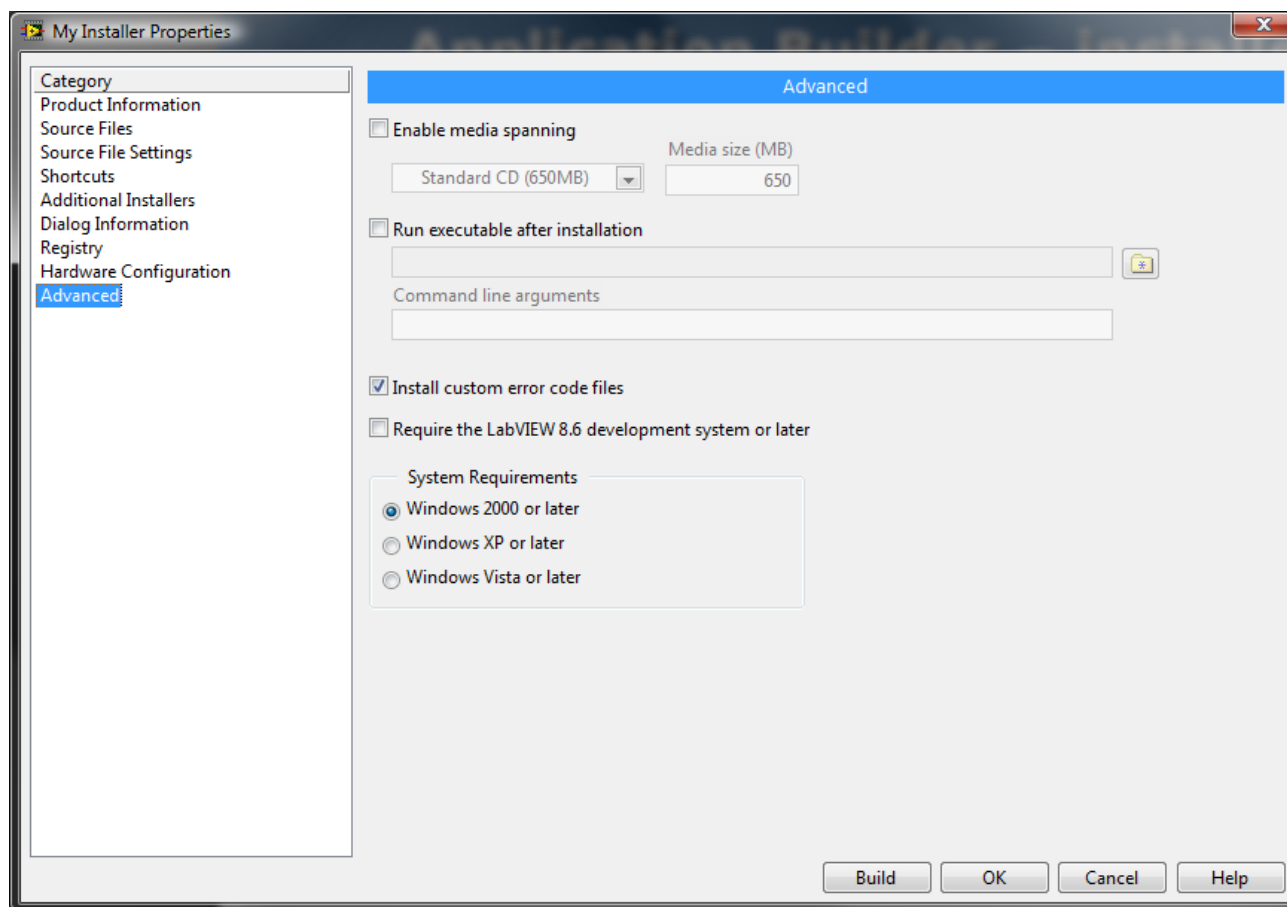 My Installer Properties
Application Builder
Category
Product Information
Source Files
Source File Settings
Shortcuts
Additional Installers
Dialog Information
Registry
Hardware Configuration
Advanced
Advanced
Enable media spanning
Media size (MB)
Standard CD (650MB)
650
Run executable after installation
Command line arguments
Install custom error code files
Require the LabVIEW 8.6 development system or later
System Requirements
Windows 2000 or later
Windows XP or later
Windows Vista or later
Build
OK
Cancel
Help